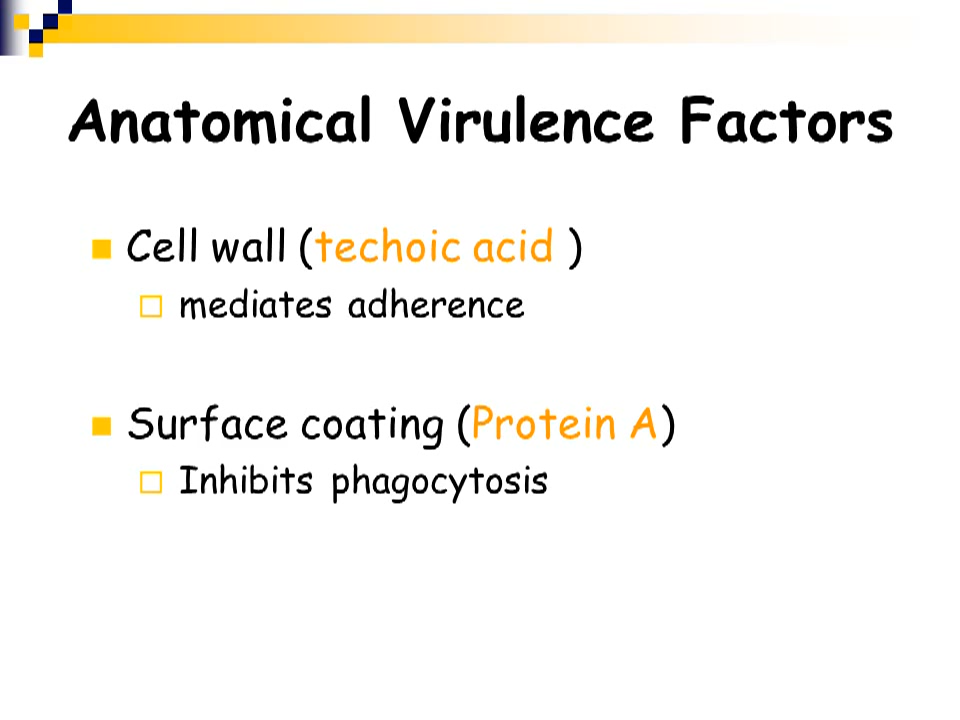 Anatomical Virulence Factors
Cell wall (techoic acid )
mediates adherence
Surface coating (Protein A)
Inhibits phagocytosis